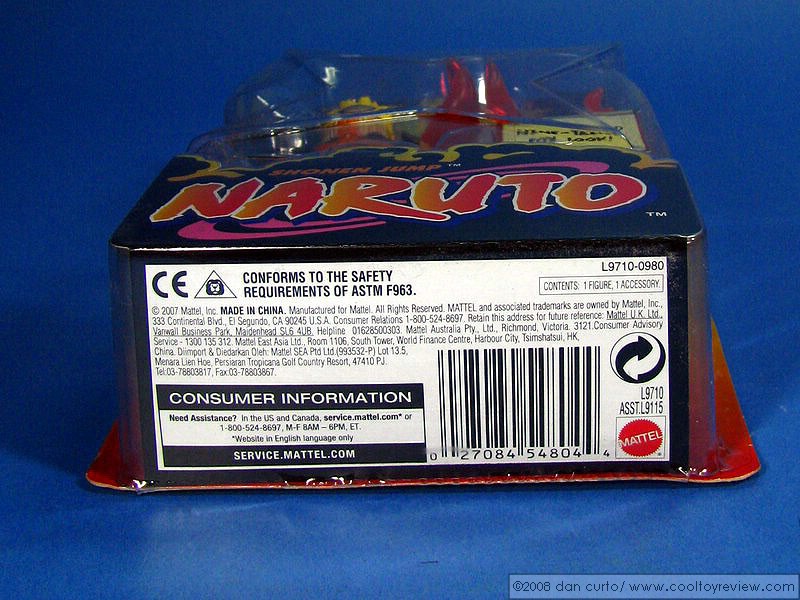 NINE-TAILED
FOX LOOK!
SHONEN JUMP™
NARUTO™
CE
CONFORMS TO THE SAFETY
REQUIREMENTS OF ASTM F963.
L9710-0980
CONTENTS: 1 FIGURE, 1 ACCESSORY.
© 2007 Mattel, Inc. MADE IN CHINA. Manufactured for Mattel. All Rights Reserved. MATTEL and associated trademarks are owned by Mattel, Inc.,
333 Continental Blvd., El Segundo, CA 90245 U.S.A. Consumer Relations 1-800-524-8697. Retain this address for future reference: Mattel U.K. Ltd.,
Vanwall Business Park, Maidenhead SL6 4UB. Helpline 01628500303. Mattel Australia Pty., Ltd., Richmond, Victoria. 3121.Consumer Advisory
Service - 1300 135 312. Mattel East Asia Ltd., Room 1106, South Tower, World Finance Centre, Harbour City, Tsimshatsui, HK,
China. Diimport & Diedarkan Oleh: Mattel SEA Ptd Ltd.(993532-P) Lot 13.5,
Menara Lien Hoe, Persiaran Tropicana Golf Country Resort, 47410 PJ.
Tel:03-78803817, Fax:03-78803867.
CONSUMER INFORMATION
Need Assistance? In the US and Canada, service.mattel.com* or
1-800-524-8697, M-F 8AM – 6PM, ET.
*Website in English language only
SERVICE.MATTEL.COM
0 27084 54804 4
L9710
ASST.L9115
MATTEL®
©2008 dan curto/ www.cooltoyreview.com